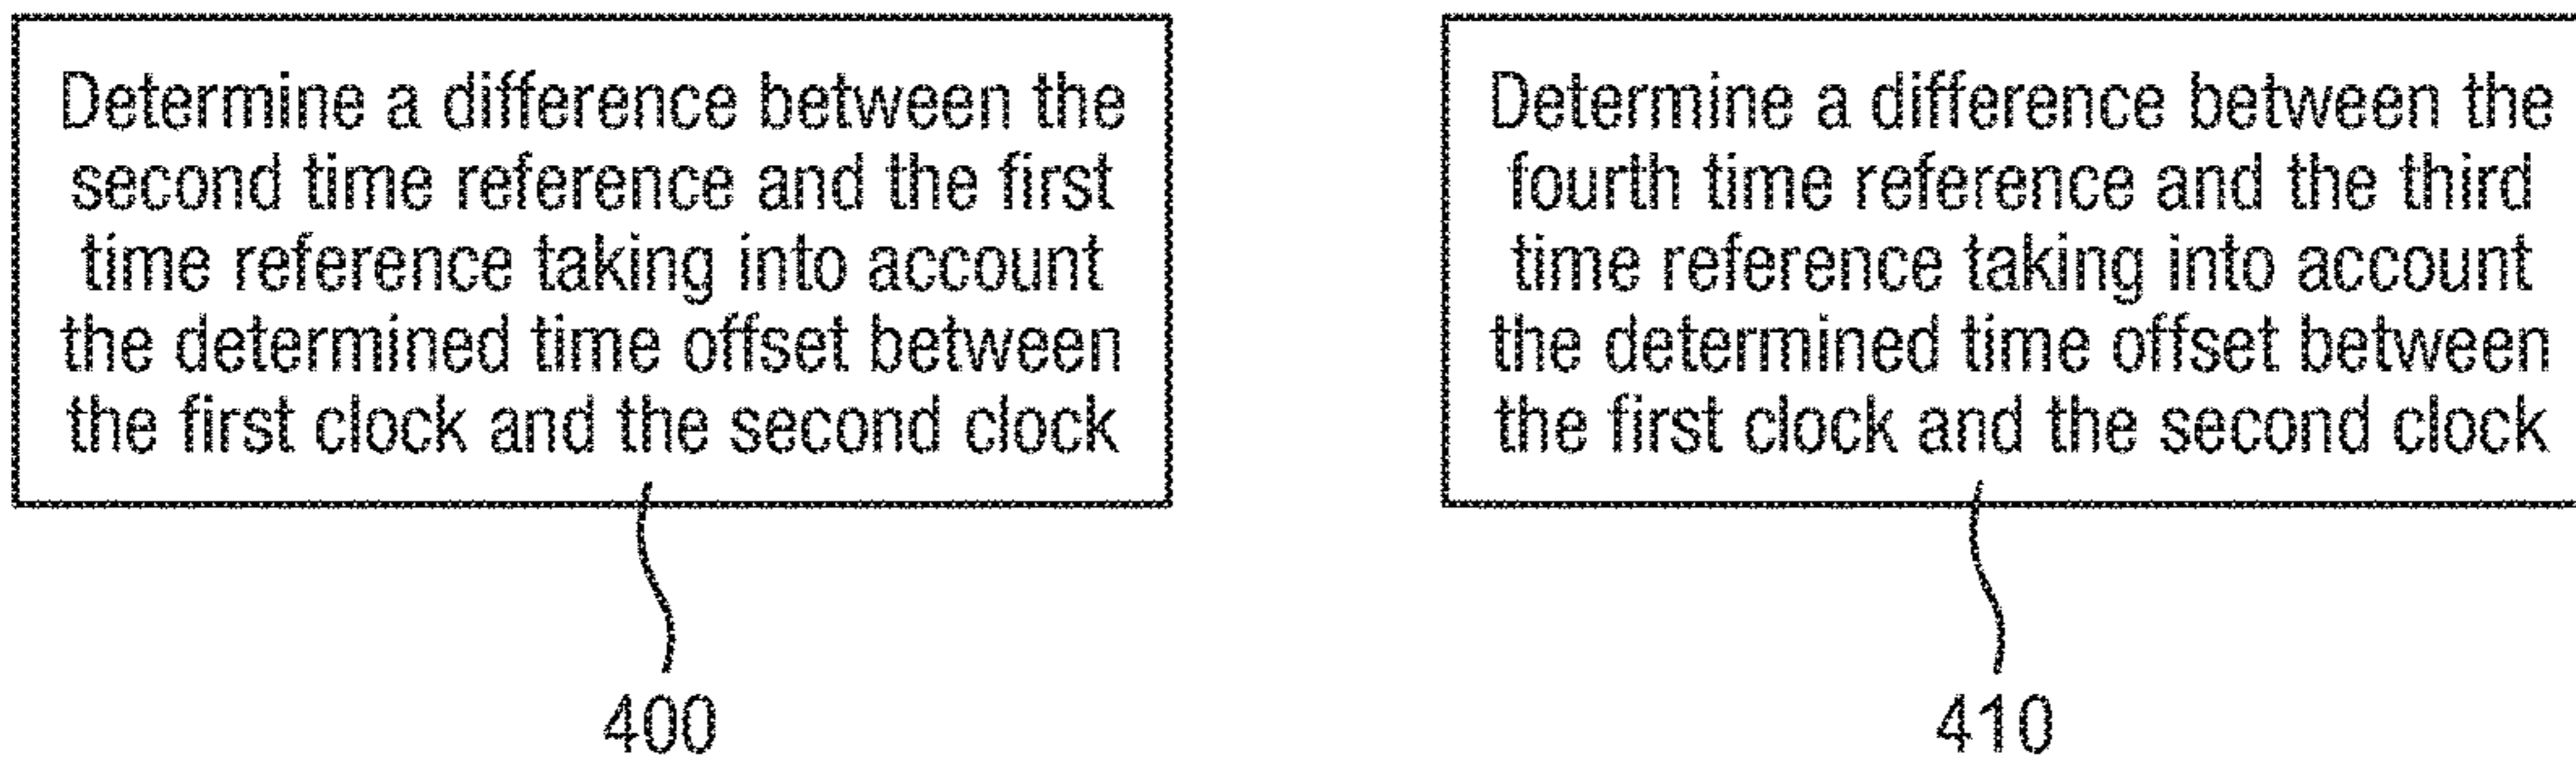 Determine a difference between the
second time reference and the first
time reference taking into account
the determined time offset between
the first clock and the second clock
400
Determine a difference between the
fourth time reference and the third
time reference taking into account
the determined time offset between
the first clock and the second clock
410